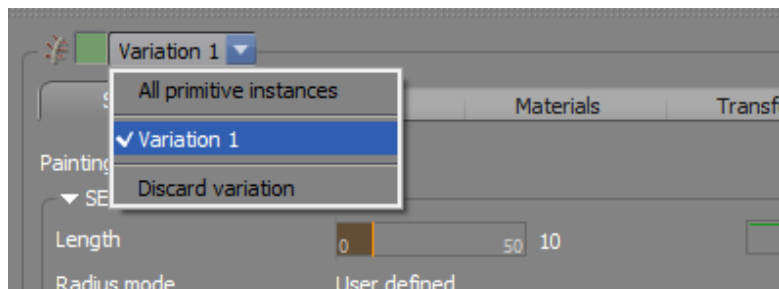 Variation 1
All primitive instances
Materials
Variation 1
Painting
Discard variation
SE
Length 0 50 10
Radius mode User defined